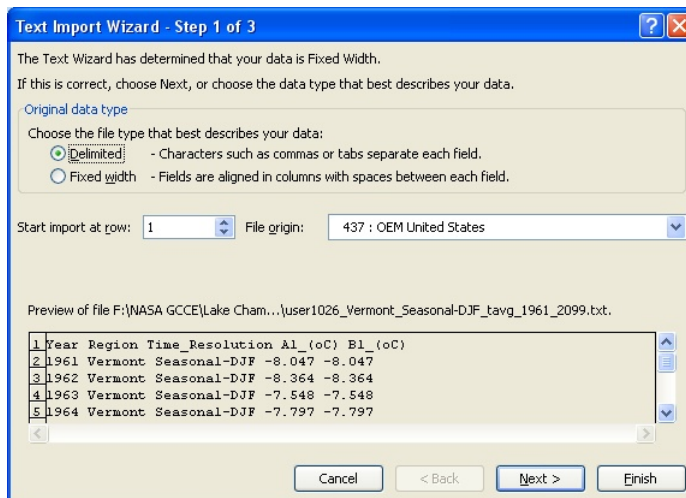 Text Import Wizard - Step 1 of 3
The Text Wizard has determined that your data is Fixed Width.
If this is correct, choose Next, or choose the data type that best describes your data.
Original data type
Choose the file type that best describes your data:
Delimited - Characters such as commas or tabs separate each field.
Fixed width - Fields are aligned in columns with spaces between each field.
Start import at row: 1 File origin: 437 : OEM United States
Preview of file F:\NASA GCCE\Lake Cham...\user1026_Vermont_Seasonal-DJF_tavg_1961_2099.txt.
1 Year Region Time_Resolution A1_(oC) B1_(oC)
2 1961 Vermont Seasonal-DJF -8.047 -8.047
3 1962 Vermont Seasonal-DJF -8.364 -8.364
4 1963 Vermont Seasonal-DJF -7.548 -7.548
5 1964 Vermont Seasonal-DJF -7.797 -7.797
Cancel < Back Next > Finish